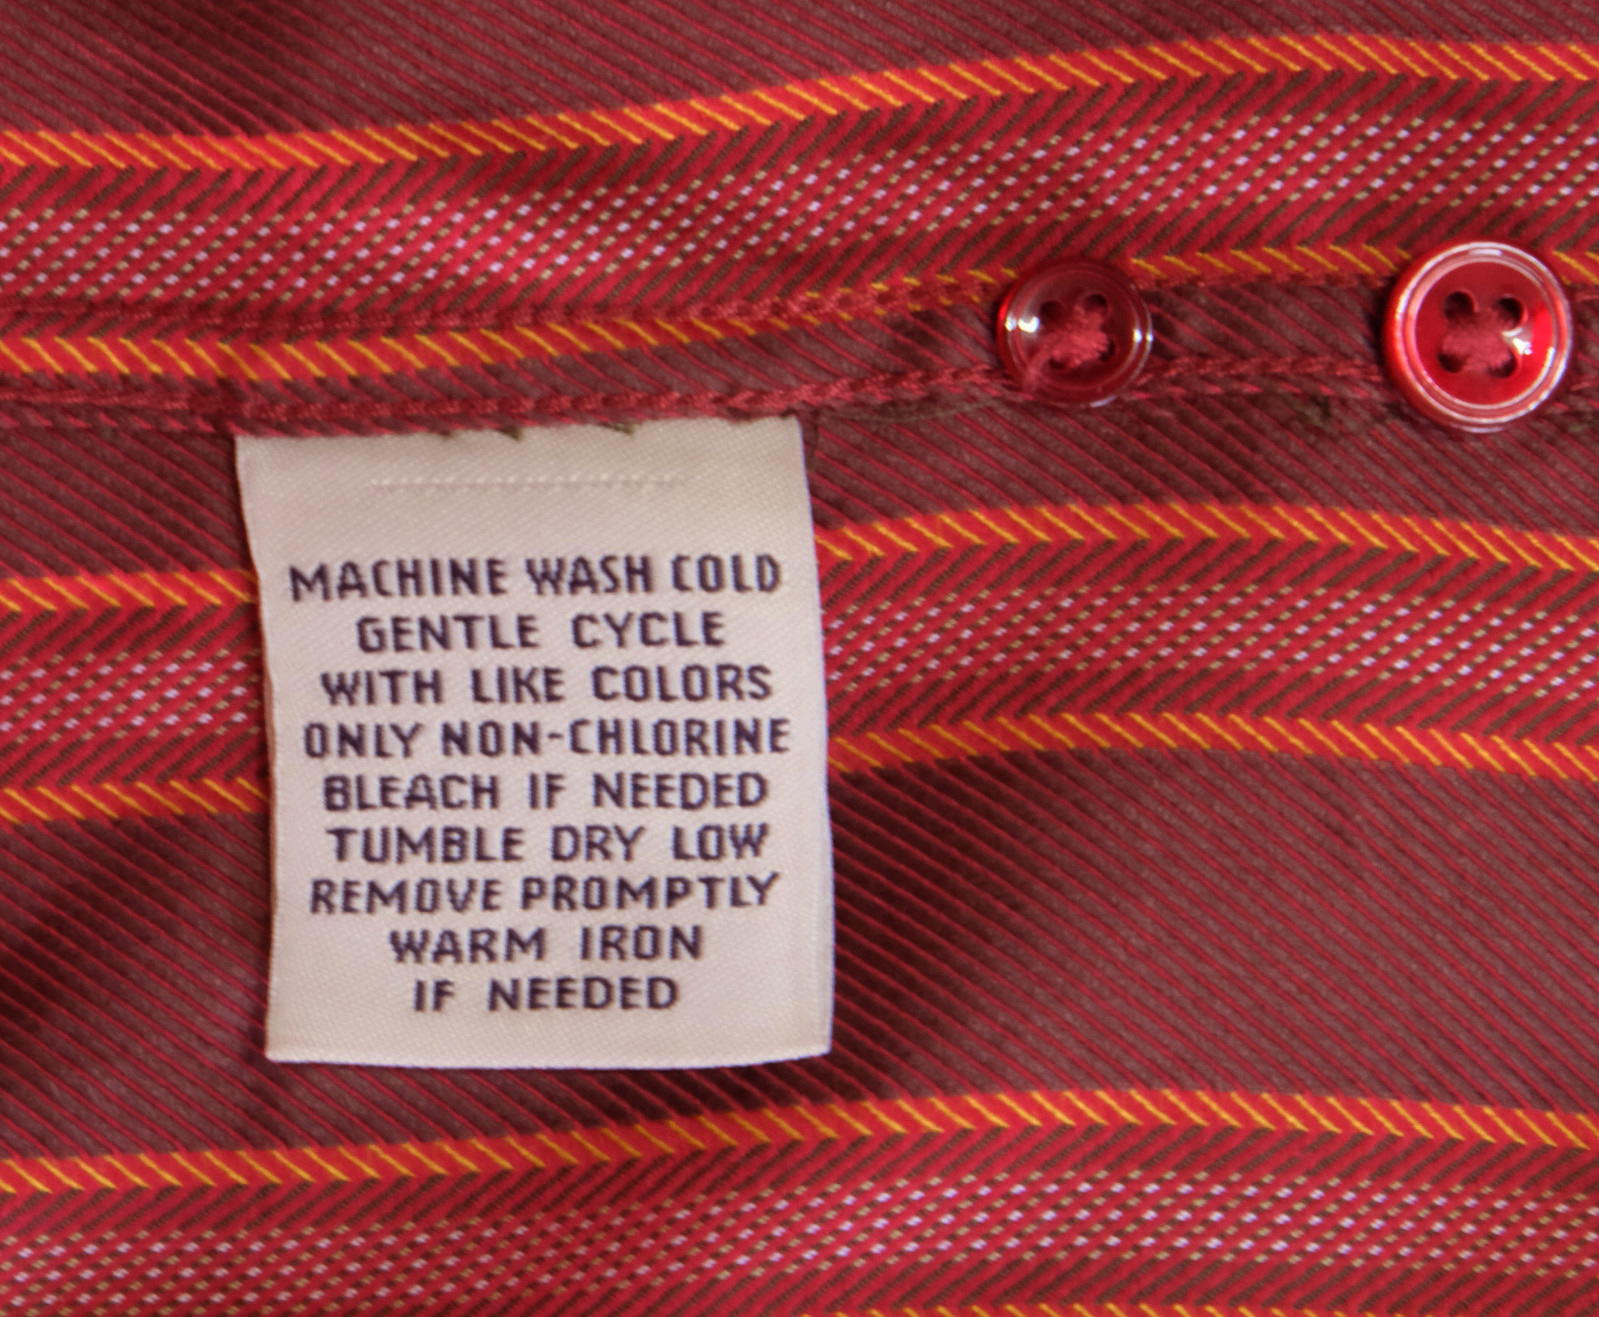 MACHINE WASH COLD
GENTLE CYCLE
WITH LIKE COLORS
ONLY NON-CHLORINE
BLEACH IF NEEDED
TUMBLE DRY LOW
REMOVE PROMPTLY
WARM IRON
IF NEEDED